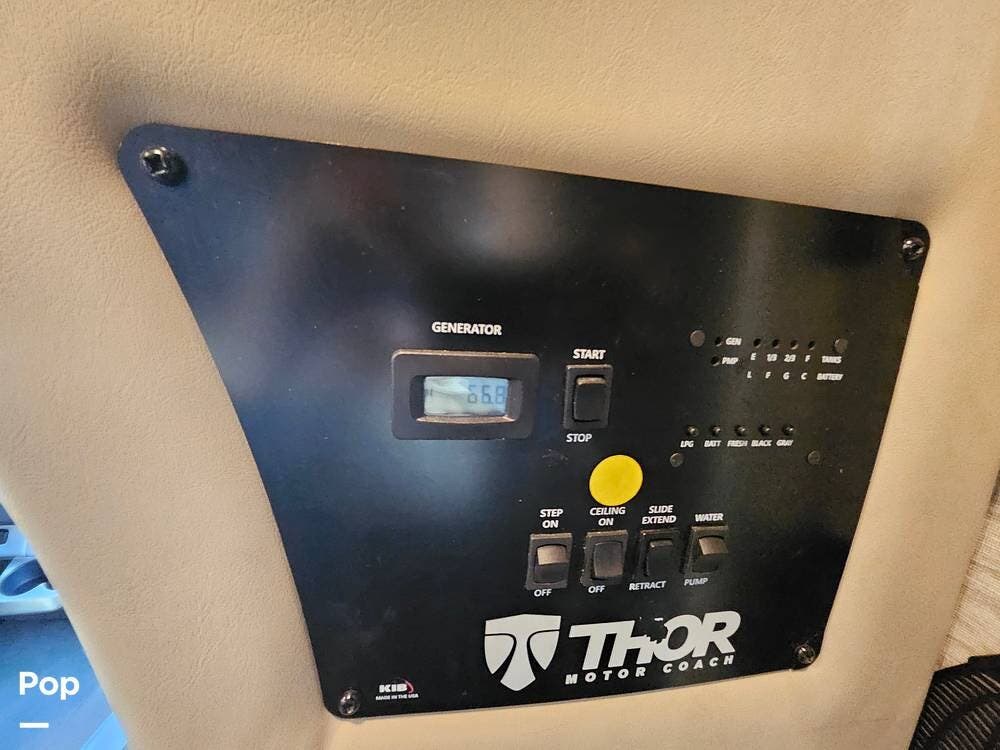 GENERATOR
66.8
START
STOP
GEN
PMP
E 1/3 2/3 F TANKS
L F G C BATTERY
LPG BATT FRESH BLACK GRAY
STEP ON
CEILING ON
SLIDE EXTEND
WATER
OFF
OFF
RETRACT
PUMP
THOR
MOTOR COACH
KIB
MADE IN THE USA
Pop